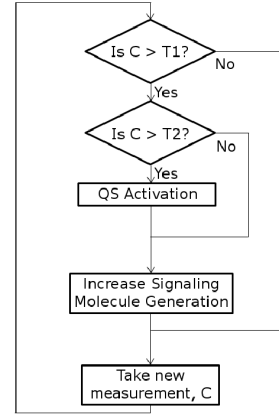 Is C > T1?
No
Yes
Is C > T2?
No
Yes
QS Activation
Increase Signaling
Molecule Generation
Take new
measurement, C